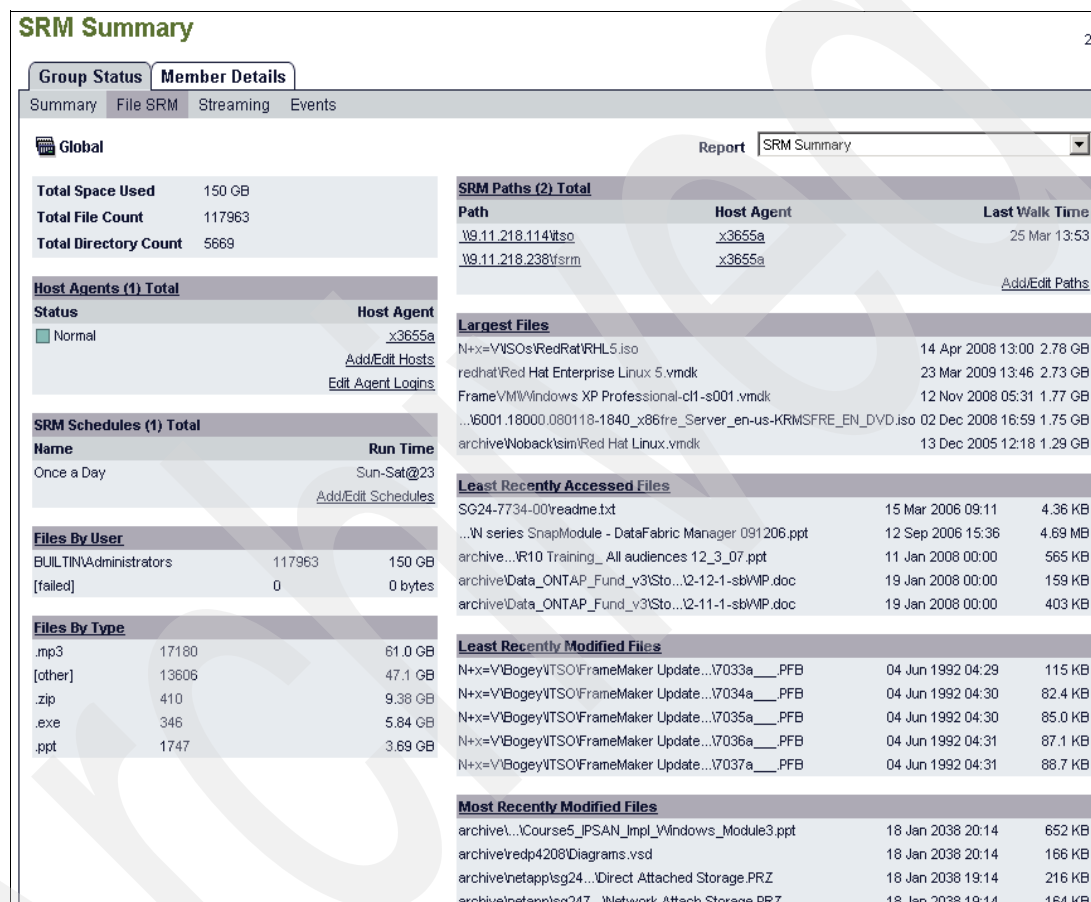 SRM Summary
2
Group Status Member Details
Summary File SRM Streaming Events
Global
Report SRM Summary
Total Space Used 150 GB
Total File Count 117963
Total Directory Count 5669
Host Agents (1) Total
Status Host Agent
Normal x3655a
Add/Edit Hosts
Edit Agent Logins
SRM Schedules (1) Total
Name Run Time
Once a Day Sun-Sat@23
Add/Edit Schedules
Files By User
BUILTIN\Administrators 117963 150 GB
[failed] 0 0 bytes
Files By Type
.mp3 17180 61.0 GB
[other] 13606 47.1 GB
.zip 410 9.38 GB
.exe 346 5.84 GB
.ppt 1747 3.69 GB
SRM Paths (2) Total
Path Host Agent Last Walk Time
\\9.11.218.114\itso x3655a 25 Mar 13:53
\\9.11.218.238\fsrm x3655a
Add/Edit Paths
Largest Files
N+x=V\ISOs\RedRat\RHL5.iso 14 Apr 2008 13:00 2.78 GB
redhat\Red Hat Enterprise Linux 5.vmdk 23 Mar 2009 13:46 2.73 GB
FrameVM\Windows XP Professional-cl1-s001.vmdk 12 Nov 2008 05:31 1.77 GB
...\6001.18000.080118-1840_x86fre_Server_en-us-KRMSFRE_EN_DVD.iso 02 Dec 2008 16:59 1.75 GB
archive\Noback\sim\Red Hat Linux.vmdk 13 Dec 2005 12:18 1.29 GB
Least Recently Accessed Files
SG24-7734-00\readme.txt 15 Mar 2006 09:11 4.36 KB
...\N series SnapModule - DataFabric Manager 091206.ppt 12 Sep 2006 15:36 4.69 MB
archive...\R10 Training_ All audiences 12_3_07.ppt 11 Jan 2008 00:00 565 KB
archive\Data_ONTAP_Fund_v3\Sto...\2-12-1-sbWIP.doc 19 Jan 2008 00:00 159 KB
archive\Data_ONTAP_Fund_v3\Sto...\2-11-1-sbWIP.doc 19 Jan 2008 00:00 403 KB
Least Recently Modified Files
N+x=V\Bogey\ITSO\FrameMaker Update...\7033a___.PFB 04 Jun 1992 04:29 115 KB
N+x=V\Bogey\ITSO\FrameMaker Update...\7034a___.PFB 04 Jun 1992 04:30 82.4 KB
N+x=V\Bogey\ITSO\FrameMaker Update...\7035a___.PFB 04 Jun 1992 04:30 85.0 KB
N+x=V\Bogey\ITSO\FrameMaker Update...\7036a___.PFB 04 Jun 1992 04:31 87.1 KB
N+x=V\Bogey\ITSO\FrameMaker Update...\7037a___.PFB 04 Jun 1992 04:31 88.7 KB
Most Recently Modified Files
archive\...\Course5_IPSAN_Impl_Windows_Module3.ppt 18 Jan 2038 20:14 652 KB
archive\redp4208\Diagrams.vsd 18 Jan 2038 20:14 166 KB
archive\netapp\sg24...\Direct Attached Storage.PRZ 18 Jan 2038 19:14 216 KB
archive\netapp\sg247...\Network Attach Storage.PRZ 18 Jan 2038 19:14 164 KB